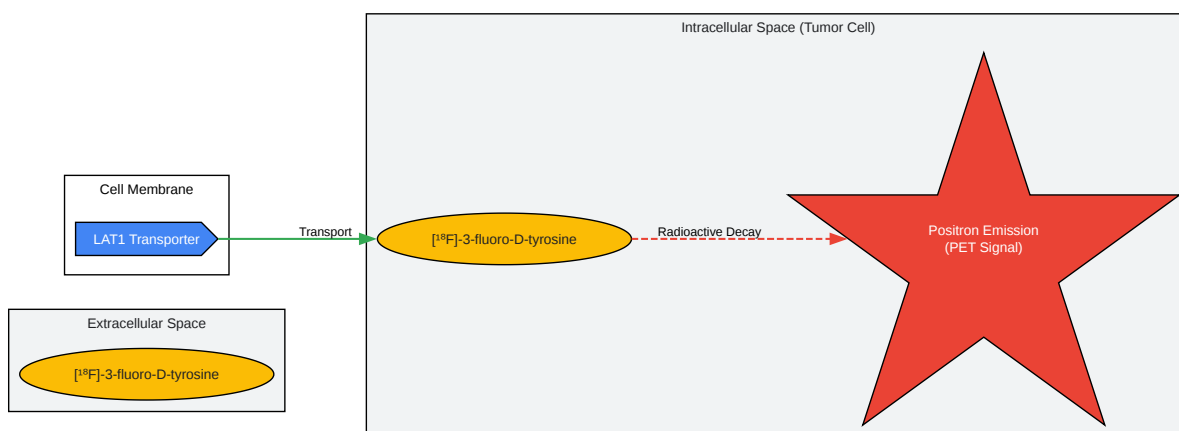 Intracellular Space (Tumor Cell)
Cell Membrane
LAT1 Transporter
Transport
[¹⁸F]-3-fluoro-D-tyrosine
Radioactive Decay
Positron Emission
(PET Signal)
Extracellular Space
[¹⁸F]-3-fluoro-D-tyrosine